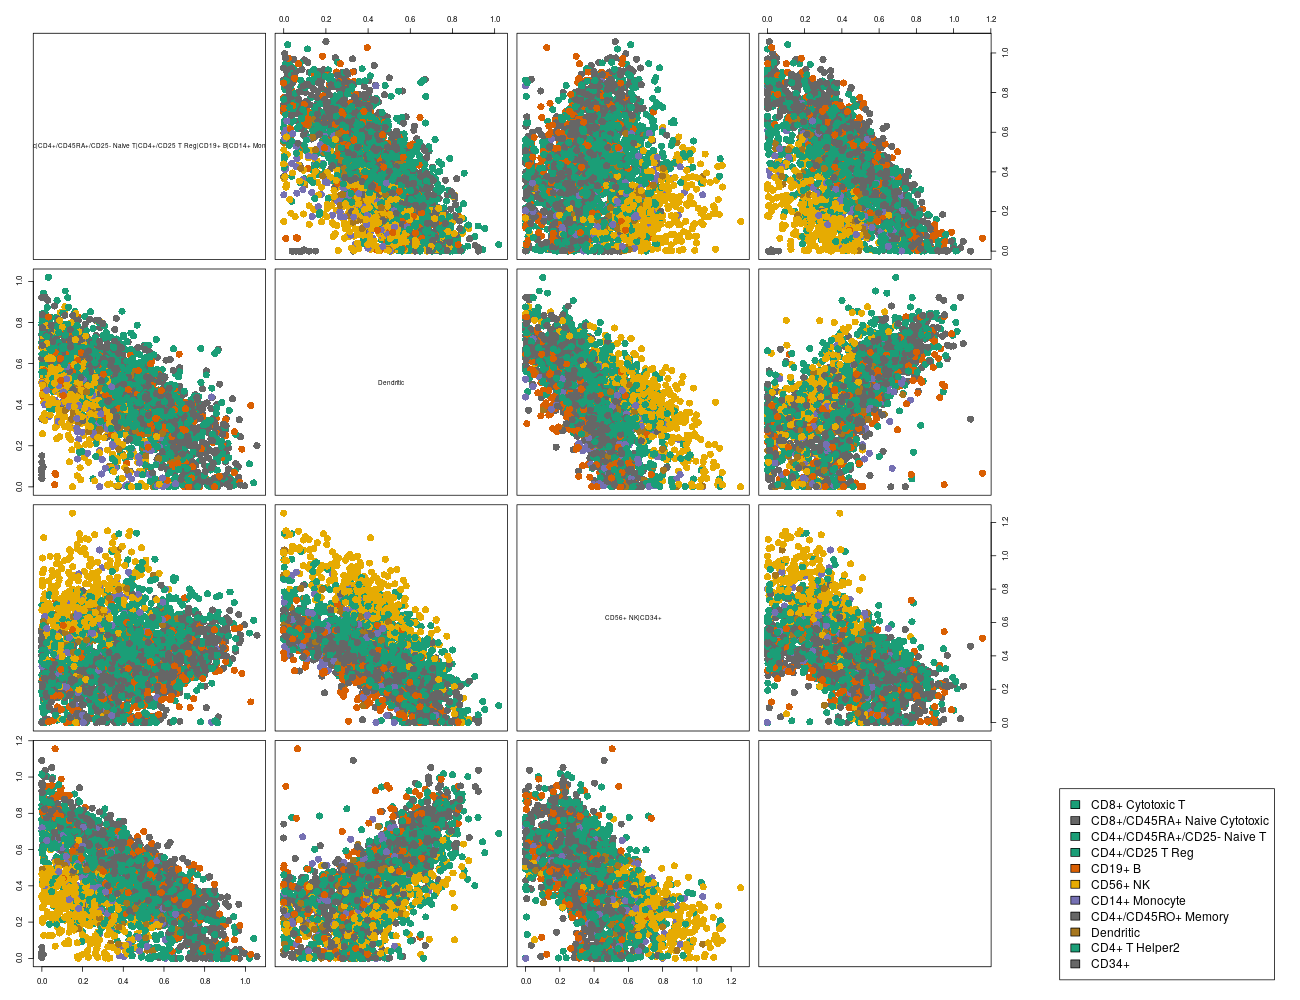 0.0 0.2 0.4 0.6 0.8 1.0
0.0 0.2 0.4 0.6 0.8 1.0 1.2
|CD4+/CD45RA+/CD25- Naive T|CD4+/CD25 T Reg|CD19+ B|CD14+ Mon
0.0 0.2 0.4 0.6 0.8 1.0
0.0 0.2 0.4 0.6 0.8 1.0
Dendritic
CD56+ NK|CD34+
0.0 0.2 0.4 0.6 0.8 1.0 1.2
0.0 0.2 0.4 0.6 0.8 1.0 1.2
0.0 0.2 0.4 0.6 0.8 1.0
0.0 0.2 0.4 0.6 0.8 1.0 1.2
CD8+ Cytotoxic T
CD8+/CD45RA+ Naive Cytotoxic
CD4+/CD45RA+/CD25- Naive T
CD4+/CD25 T Reg
CD19+ B
CD56+ NK
CD14+ Monocyte
CD4+/CD45RO+ Memory
Dendritic
CD4+ T Helper2
CD34+